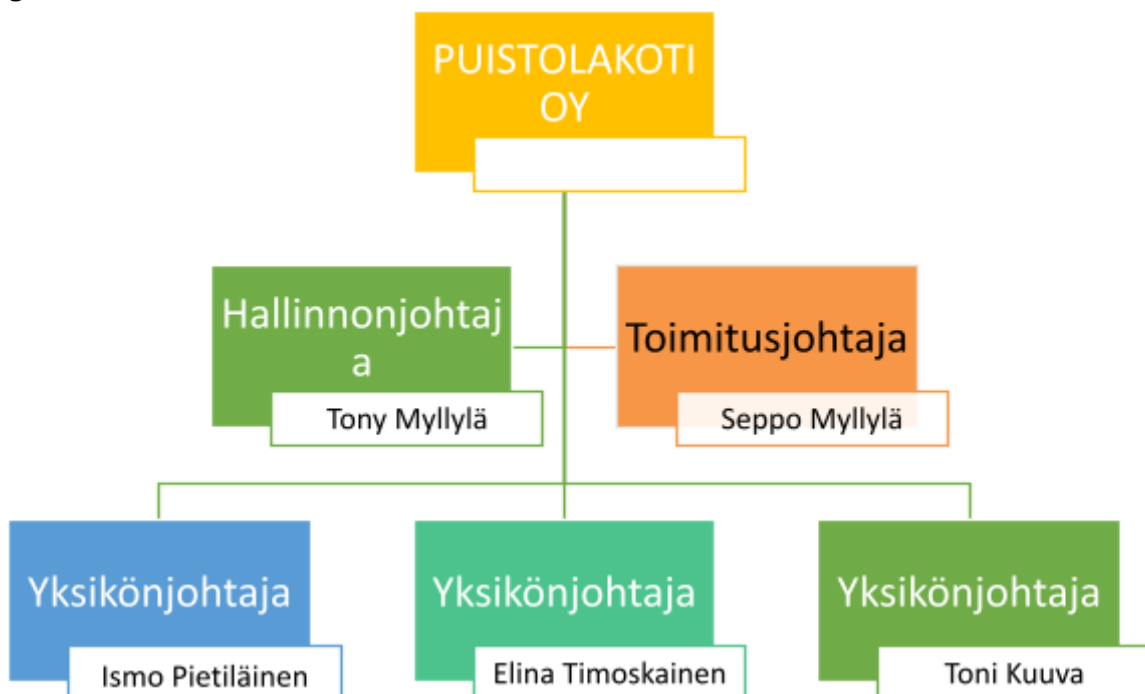 PUISTOLAKOTI
OY
Hallinnonjohtaj
a
Tony Myllylä
Toimitusjohtaja
Seppo Myllylä
Yksikönjohtaja
Ismo Pietiläinen
Yksikönjohtaja
Elina Timoskainen
Yksikönjohtaja
Toni Kuuva